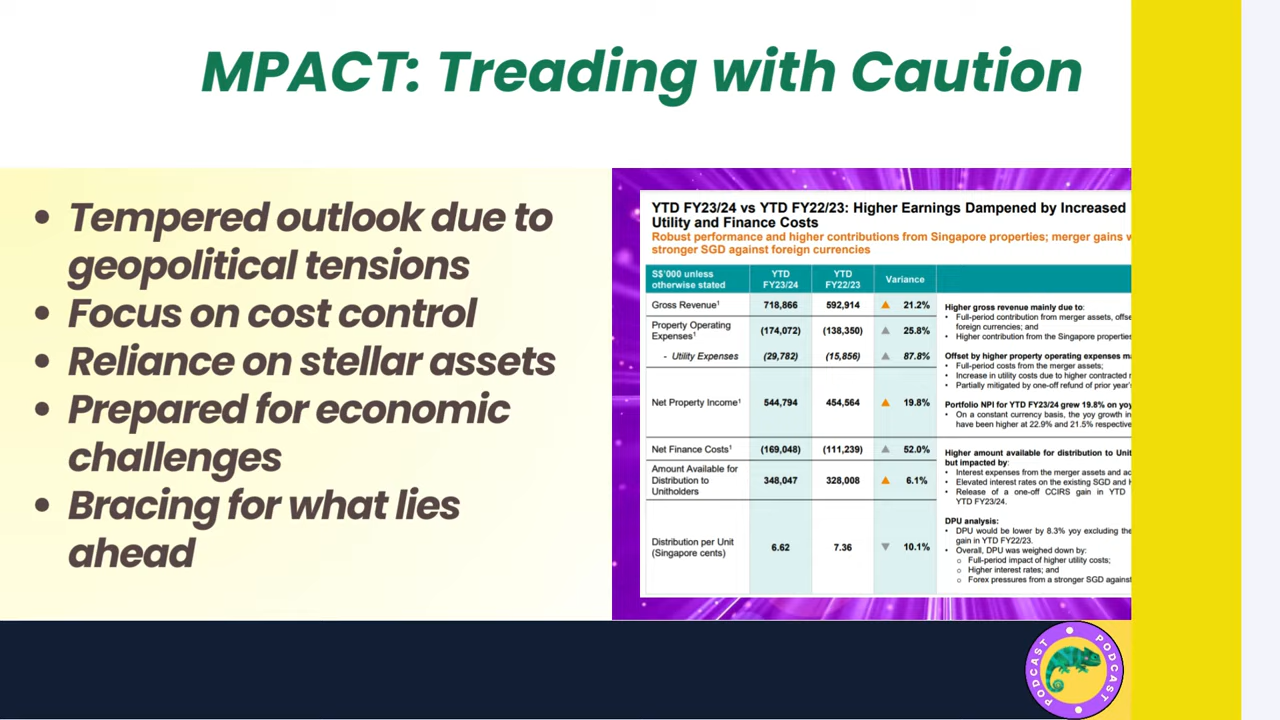 MPACT: Treading with Caution
• Tempered outlook due to
geopolitical tensions
• Focus on cost control
• Reliance on stellar assets
• Prepared for economic
challenges
• Bracing for what lies
ahead
YTD FY23/24 vs YTD FY22/23: Higher Earnings Dampened by Increased
Utility and Finance Costs
Robust performance and higher contributions from Singapore properties; merger gains
stronger SGD against foreign currencies
S$'000 unless otherwise stated YTD FY23/24 YTD FY22/23 Variance
Gross Revenue¹ 718,866 592,914 ▲ 21.2%
Property Operating Expenses¹ (174,072) (138,350) ▲ 25.8%
- Utility Expenses (29,782) (15,856) ▲ 87.8%
Net Property Income¹ 544,794 454,564 ▲ 19.8%
Net Finance Costs¹ (169,048) (111,239) ▲ 52.0%
Amount Available for Distribution to Unitholders 348,047 328,008 ▲ 6.1%
Distribution per Unit (Singapore cents) 6.62 7.36 ▼ 10.1%
Higher gross revenue mainly due to:
• Full-period contribution from merger assets,
foreign currencies; and
• Higher contribution from the Singapore properties
Offset by higher property operating expenses
• Full-period costs from the merger assets;
• Increase in utility costs due to higher contracted
• Partially mitigated by one-off refund of prior year's
Portfolio NPI for YTD FY23/24 grew 19.8% on yoy
• On a constant currency basis, the yoy growth in
have been higher at 22.9% and 21.5%
Higher amount available for distribution to
but impacted by:
• Interest expenses from the merger assets and
• Elevated interest rates on the existing SGD and
• Release of a one-off CCIRS gain in YTD
YTD FY23/24.
DPU analysis:
• DPU would be lower by 8.3% yoy excluding the
gain in YTD FY22/23.
• Overall, DPU was weighed down by:
○ Full-period impact of higher utility costs;
○ Higher interest rates; and
○ Forex pressures from a stronger SGD against
PODCAST PODCAST